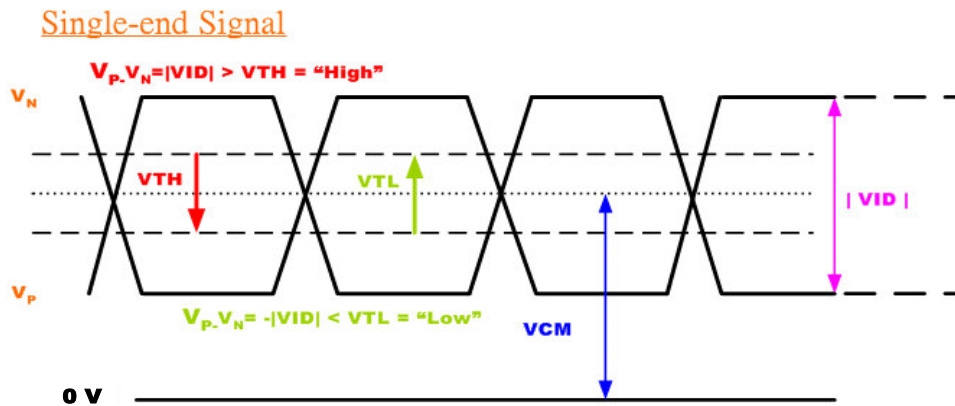 Single-end Signal
VP-VN=|VID| > VTH = “High”
VN
VTH
VTL
| VID |
VP
VP-VN= -|VID| < VTL = “Low”
VCM
0 V